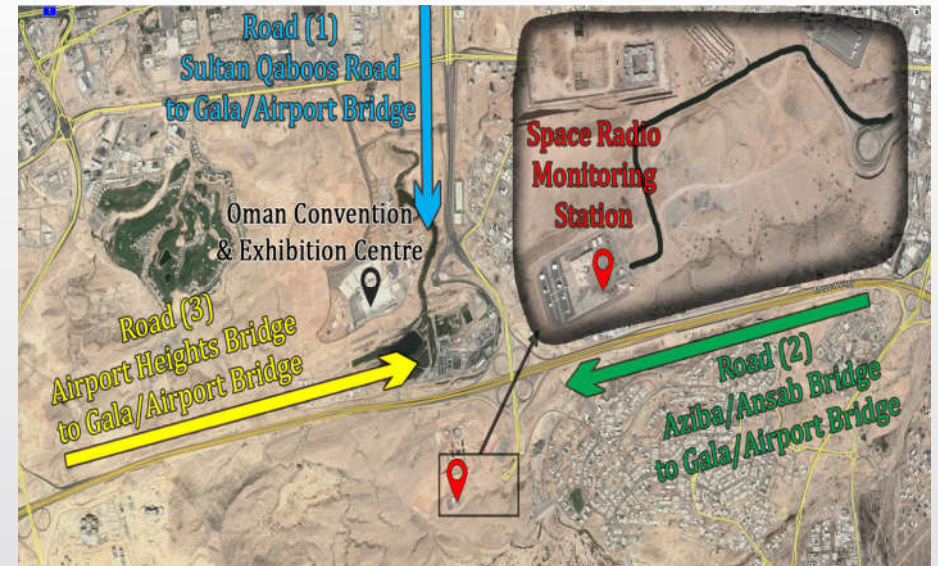 Road (1)
Sultan Qaboos Road
to Gala/Airport Bridge
Space Radio
Monitoring
Station
Oman Convention
& Exhibition Centre
Road (3)
Airport Heights Bridge
to Gala/Airport Bridge
Road (2)
Aziba/Ansab Bridge
to Gala/Airport Bridge